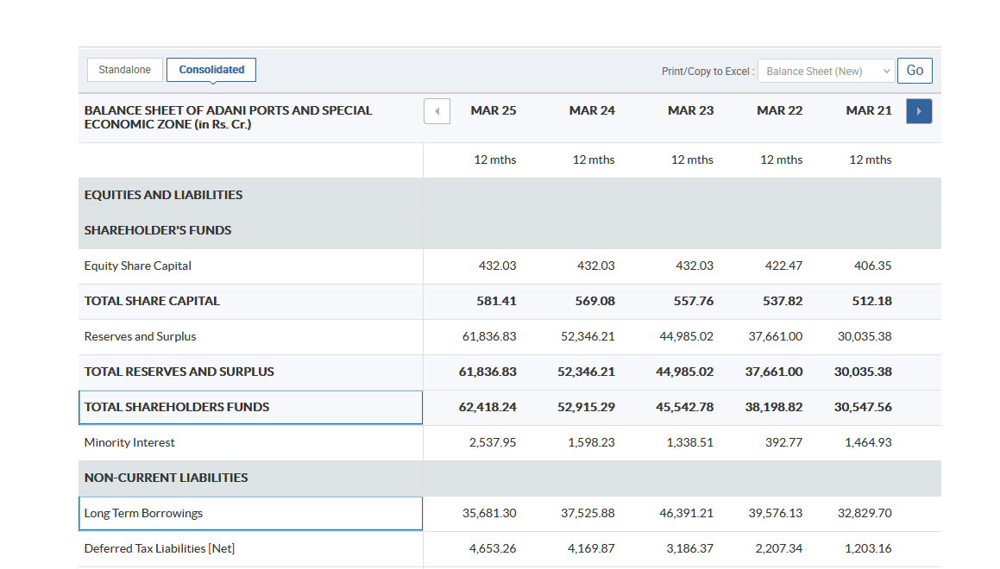 Standalone Consolidated Print/Copy to Excel : Balance Sheet (New) Go
BALANCE SHEET OF ADANI PORTS AND SPECIAL
ECONOMIC ZONE (in Rs. Cr.) MAR 25 MAR 24 MAR 23 MAR 22 MAR 21
12 mths 12 mths 12 mths 12 mths 12 mths
EQUITIES AND LIABILITIES
SHAREHOLDER'S FUNDS
Equity Share Capital 432.03 432.03 432.03 422.47 406.35
TOTAL SHARE CAPITAL 581.41 569.08 557.76 537.82 512.18
Reserves and Surplus 61,836.83 52,346.21 44,985.02 37,661.00 30,035.38
TOTAL RESERVES AND SURPLUS 61,836.83 52,346.21 44,985.02 37,661.00 30,035.38
TOTAL SHAREHOLDERS FUNDS 62,418.24 52,915.29 45,542.78 38,198.82 30,547.56
Minority Interest 2,537.95 1,598.23 1,338.51 392.77 1,464.93
NON-CURRENT LIABILITIES
Long Term Borrowings 35,681.30 37,525.88 46,391.21 39,576.13 32,829.70
Deferred Tax Liabilities [Net] 4,653.26 4,169.87 3,186.37 2,207.34 1,203.16